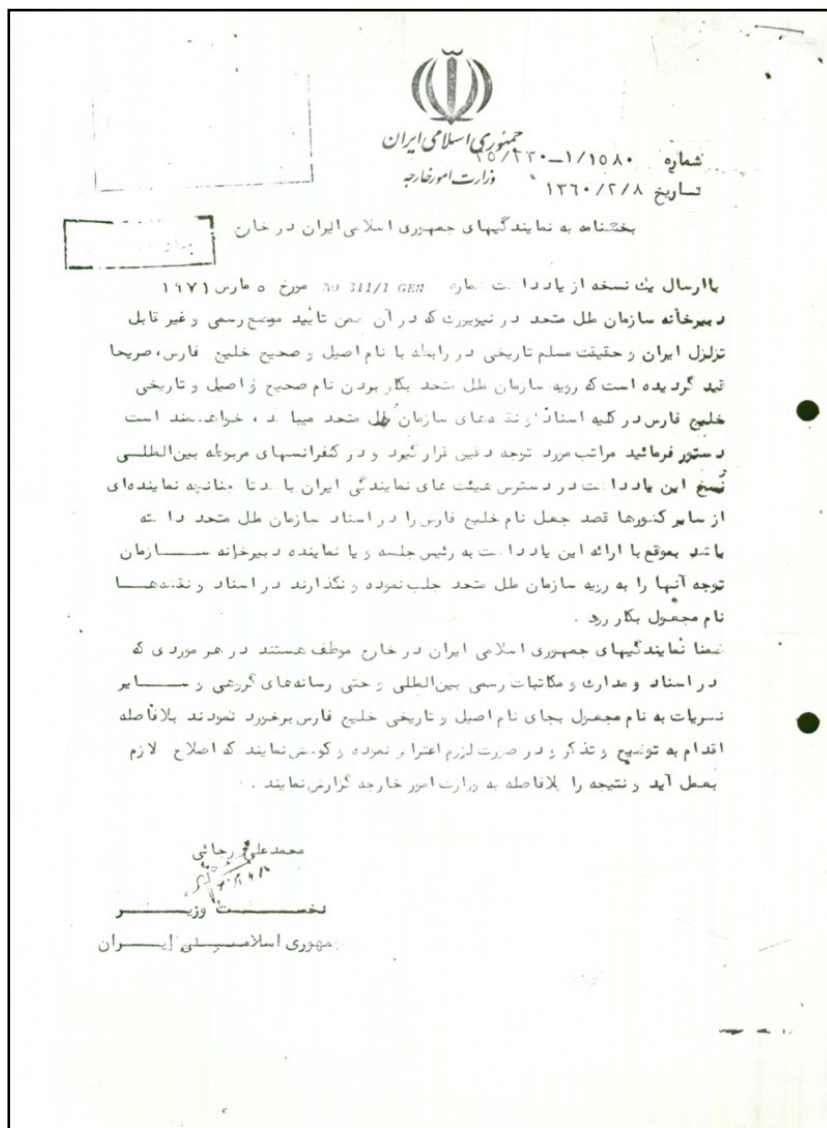 جمهوری اسلامی ایران
وزارت امور خارجه
شماره ۲۵/۲۳۰-۱/۱۵۸۰
تاریخ ۱۳۶۰/۲/۸
بخشنامه به نمایندگیهای جمهوری اسلامی ایران در خارج
با ارسال یک نسخه از یادداشت شماره AD 311/1 GEN مورخ ۵ مارس ۱۹۷۱
دبیرخانه سازمان ملل متحد در نیویورک که در آن ضمن تأیید موضع رسمی و غیر قابل
تزلزل ایران و حقیقت مسلم تاریخی در رابطه با نام اصیل و صحیح خلیج فارس، صریحا
قید گردیده است که رویه سازمان ملل متحد بکار بودن نام صحیح و اصیل و تاریخی
خلیج فارس در کلیه اسناد و نقشه‌های سازمان ملل متحد میباشد، خواهشمند است
دستور فرمائید مراتب مورد توجه دقیق قرار گیرد و در کنفرانسهای مربوطه بین‌المللی
نسخ این یادداشت در دسترس هیئت‌های نمایندگی ایران باشد تا چنانچه نماینده‌ای
از سایر کشورها قصد جعل نام خلیج فارس را در اسناد سازمان ملل متحد داشته
باشد بموقع با ارائه این یادداشت به رئیس جلسه و یا نماینده دبیرخانه سازمان
توجه آنها را به رویه سازمان ملل متحد جلب نموده و نگذارند در اسناد و نقشه‌ها
نام مجعول بکار رود .
ضمنا نمایندگیهای جمهوری اسلامی ایران در خارج موظف هستند در هر موردی که
در اسناد و مدارک و مکاتبات رسمی بین‌المللی و حتی رسانه‌های گروهی و سایر
نشریات به نام مجعول بجای نام اصیل و تاریخی خلیج فارس برخورد نمودند بلافاصله
اقدام به توضیح و تذکر و در صورت لزوم اعتراض نموده و کوشش نمایند که اصلاح لازم
بعمل آید و نتیجه را بلافاصله به وزارت امور خارجه گزارش نمایند .
محمد علی رجائی
نخست وزیر
جمهوری اسلامی ایران